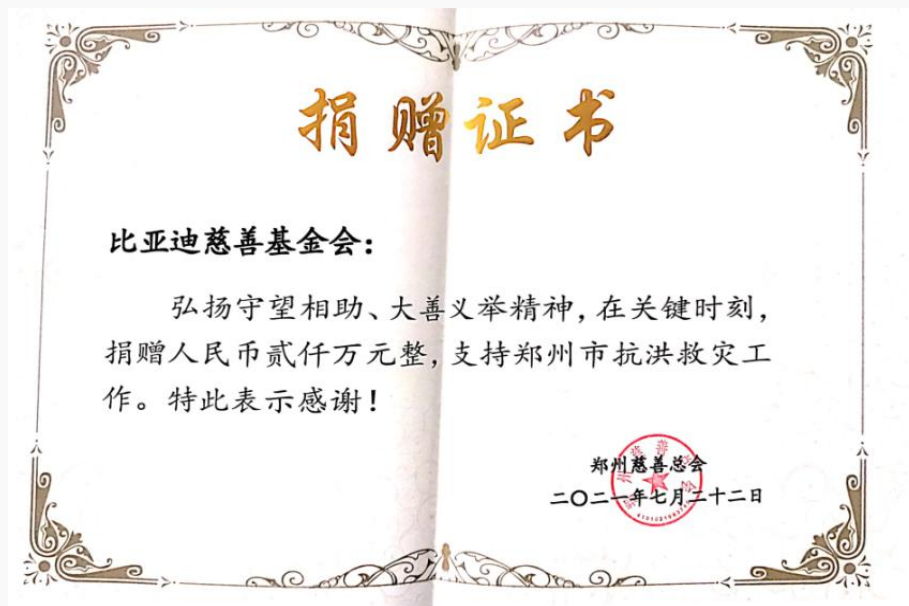 捐赠证书
比亚迪慈善基金会：
弘扬守望相助、大善义举精神，在关键时刻，
捐赠人民币贰仟万元整，支持郑州市抗洪救灾工
作。特此表示感谢！
郑州慈善总会
二〇二一年七月二十二日